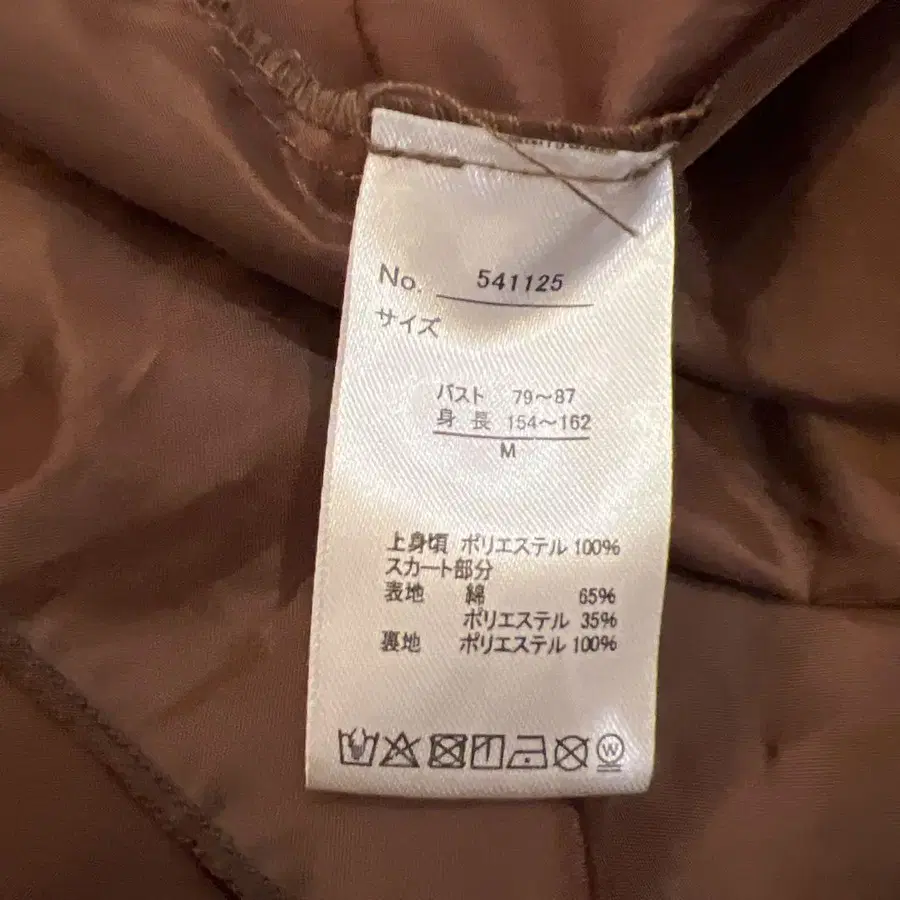 No. 541125
サイズ
バスト 79～87
身長 154～162
M
上身頃 ポリエステル 100%
スカート部分
表地 綿 65%
ポリエステル 35%
裏地 ポリエステル 100%
W